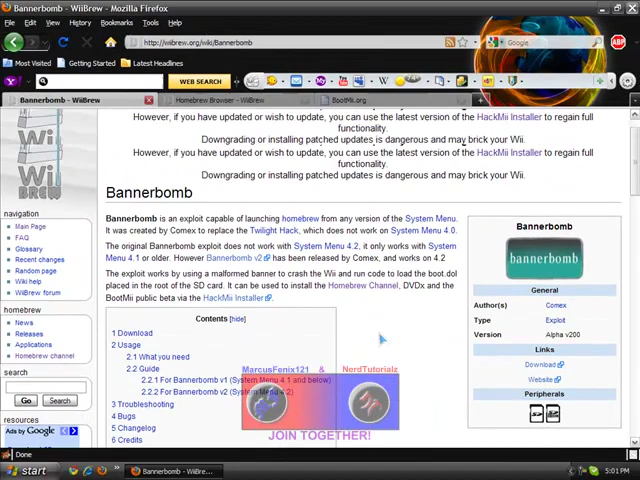 Bannerbomb - WiiBrew - Mozilla Firefox
File Edit View History Bookmarks Tools Help
http://wiibrew.org/wiki/Bannerbomb
Google
ABP
Most Visited Getting Started Latest Headlines
WEB SEARCH
Bannerbomb - WiiBrew
Homebrew Browser - WiiBrew
BootMii.org
However, if you have updated or wish to update, you can use the latest version of the HackMii Installer to regain full
functionality.
Downgrading or installing patched updates is dangerous and may brick your Wii.
However, if you have updated or wish to update, you can use the latest version of the HackMii Installer to regain full
functionality.
Downgrading or installing patched updates is dangerous and may brick your Wii.
Wii
BREW
navigation
Main Page
FAQ
Glossary
Recent changes
Random page
Wiki help
WiiBrew forum
homebrew
News
Releases
Applications
Homebrew channel
search
Go Search
resources
Ads by Google
Bannerbomb
Bannerbomb is an exploit capable of launching homebrew from any version of the System Menu.
It was created by Comex to replace the Twilight Hack, which does not work on System Menu 4.0.
The original Bannerbomb exploit does not work with System Menu 4.2, it only works with System
Menu 4.1 or older. However Bannerbomb v2 has been released by Comex, and works on 4.2
The exploit works by using a malformed banner to crash the Wii and run code to load the boot.dol
placed in the root of the SD card. It can be used to install the Homebrew Channel, DVDx and the
BootMii public beta via the HackMii Installer.
Contents [hide]
1 Download
2 Usage
2.1 What you need
2.2 Guide
2.2.1 For Bannerbomb v1 (System Menu 4.1 and below)
2.2.2 For Bannerbomb v2 (System Menu 4.2)
3 Troubleshooting
4 Bugs
5 Changelog
6 Credits
Bannerbomb
bannerbomb
General
Author(s) Comex
Type Exploit
Version Alpha v200
Links
Download
Website
Peripherals
MarcusFenix121 & NerdTutorialz
JOIN TOGETHER!
Done
start
Bannerbomb - WiiBre...
5:01 PM